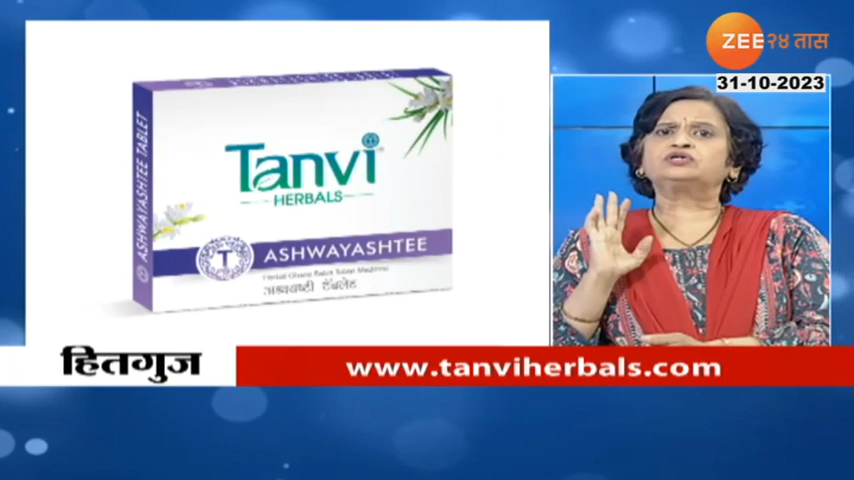 ZEE २४ तास
31-10-2023
ASHWAYASHTEE TABLET
Tanvi
HERBALS
T ASHWAYASHTEE
हितगुज
www.tanviherbals.com